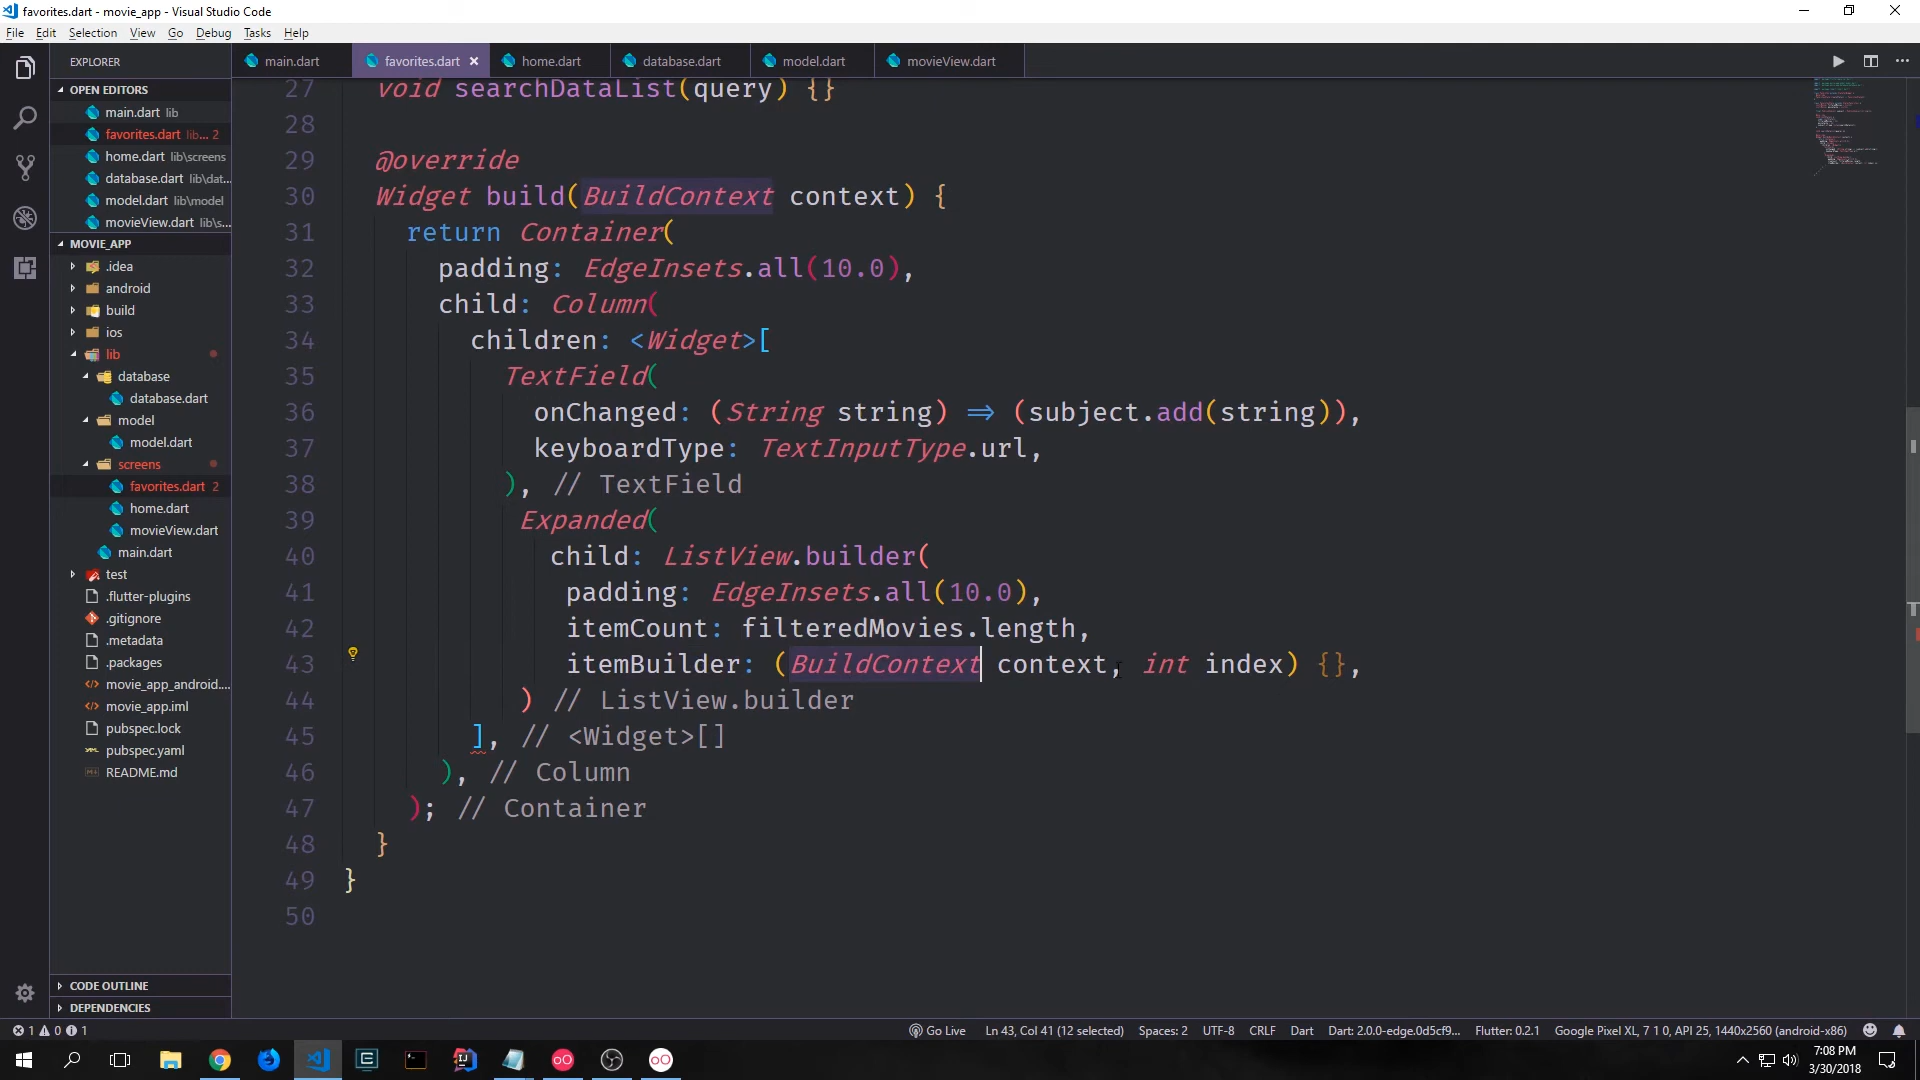 favorites.dart - movie_app - Visual Studio Code
File Edit Selection View Go Debug Tasks Help
EXPLORER
OPEN EDITORS
main.dart lib
favorites.dart lib... 2
home.dart lib\screens
database.dart lib\dat...
model.dart lib\model
movieView.dart lib\s...
MOVIE_APP
.idea
android
build
ios
lib
database
database.dart
model
model.dart
screens
favorites.dart 2
home.dart
movieView.dart
main.dart
test
.flutter-plugins
.gitignore
.metadata
.packages
movie_app_android....
movie_app.iml
pubspec.lock
pubspec.yaml
README.md
CODE OUTLINE
DEPENDENCIES
main.dart favorites.dart home.dart database.dart model.dart movieView.dart
27 void searchDataList(query) {}
28
29 @override
30 Widget build(BuildContext context) {
31 return Container(
32 padding: EdgeInsets.all(10.0),
33 child: Column(
34 children: <Widget>[
35 TextField(
36 onChanged: (String string) => (subject.add(string)),
37 keyboardType: TextInputType.url,
38 ), // TextField
39 Expanded(
40 child: ListView.builder(
41 padding: EdgeInsets.all(10.0),
42 itemCount: filteredMovies.length,
43 itemBuilder: (BuildContext context, int index) {},
44 ) // ListView.builder
45 ], // <Widget>[]
46 ), // Column
47 ); // Container
48 }
49 }
50
1 0 1 Go Live Ln 43, Col 41 (12 selected) Spaces: 2 UTF-8 CRLF Dart Dart: 2.0.0-edge.0d5cf9... Flutter: 0.2.1 Google Pixel XL, 7 1 0, API 25, 1440x2560 (android-x86)
7:08 PM
3/30/2018